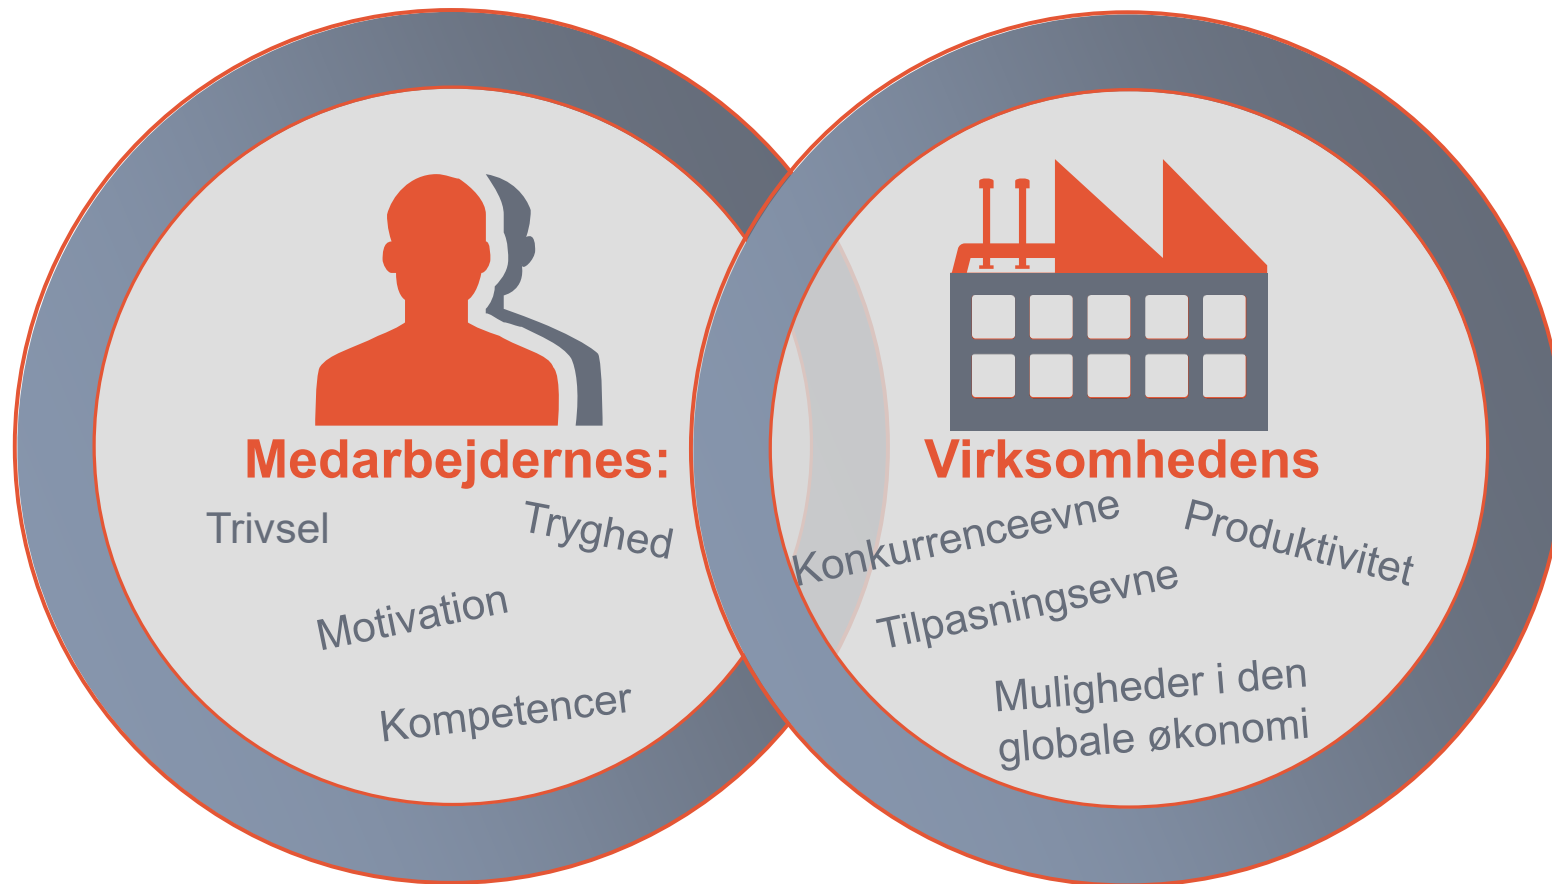 Medarbejdernes:
Trivsel
Tryghed
Motivation
Kompetencer
Virksomhedens
Konkurrenceevne
Produktivitet
Tilpasningsevne
Muligheder i den
globale økonomi